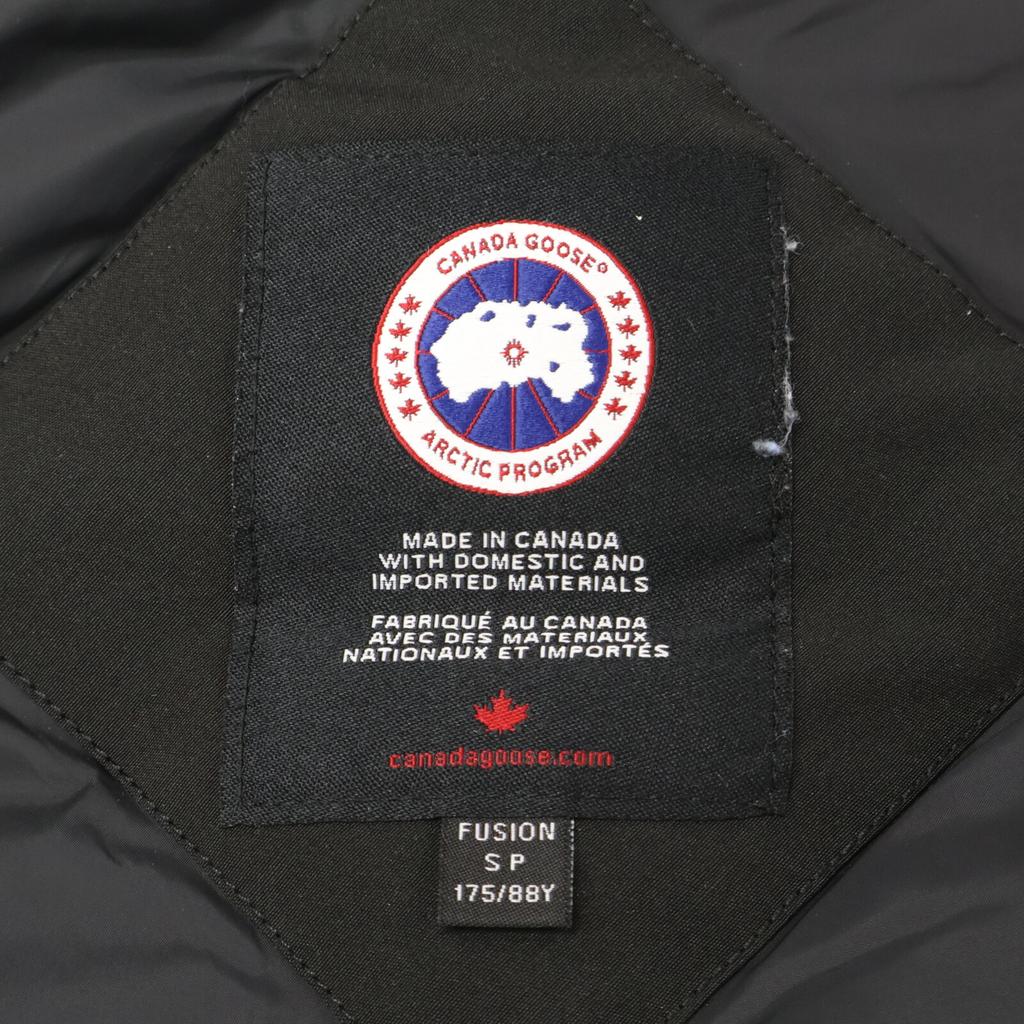 CANADA GOOSE®
ARCTIC PROGRAM
MADE IN CANADA
WITH DOMESTIC AND
IMPORTED MATERIALS
FABRIQUÉ AU CANADA
AVEC DES MATERIAUX
NATIONAUX ET IMPORTÉS
canadagoose.com
FUSION
S P
175/88Y